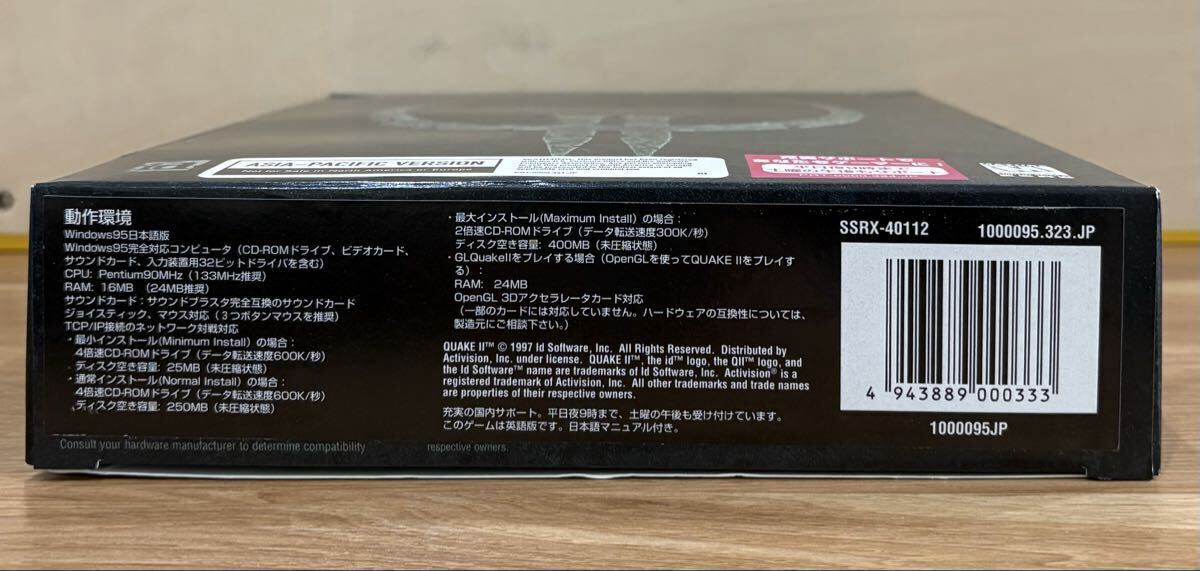 ASIA-PACIFIC VERSION
Not for Sale in North America or Europe
万全サポートで
土曜の午後もサポート
動作環境
Windows95日本語版
Windows95完全対応コンピュータ(CD-ROMドライブ、ビデオカード、
サウンドカード、入力装置用32ビットドライバを含む)
CPU: Pentium90MHz(133MHz推奨)
RAM: 16MB (24MB推奨)
サウンドカード:サウンドブラスタ完全互換のサウンドカード
ジョイスティック、マウス対応(3つボタンマウスを推奨)
TCP/IP接続のネットワーク対戦対応
・最小インストール(Minimum Install)の場合:
4倍速CD-ROMドライブ(データ転送速度600K/秒)
ディスク空き容量: 25MB(未圧縮状態)
・通常インストール(Normal Install)の場合:
4倍速CD-ROMドライブ(データ転送速度600K/秒)
ディスク空き容量: 250MB(未圧縮状態)
Consult your hardware manufacturer to determine compatibility
・最大インストール(Maximum Install)の場合:
2倍速CD-ROMドライブ(データ転送速度300K/秒)
ディスク空き容量: 400MB(未圧縮状態)
・GLQuakeIIをプレイする場合(OpenGLを使ってQUAKE IIをプレイす
る):
RAM: 24MB
OpenGL 3Dアクセラレータカード対応
(一部のカードには対応していません。ハードウェアの互換性については、
製造元にご相談下さい。)
QUAKE II™ © 1997 Id Software, Inc. All Rights Reserved. Distributed by
Activision, Inc. under license. QUAKE II™, the id™ logo, the QII™ logo, and
the Id Software™ name are trademarks of Id Software, Inc. Activision® is a
registered trademark of Activision, Inc. All other trademarks and trade names
are properties of their respective owners.
充実の国内サポート。平日夜9時まで、土曜の午後も受け付けています。
このゲームは英語版です。日本語マニュアル付き。
respective owners.
SSRX-40112 1000095.323.JP
4 943889 000333
1000095JP